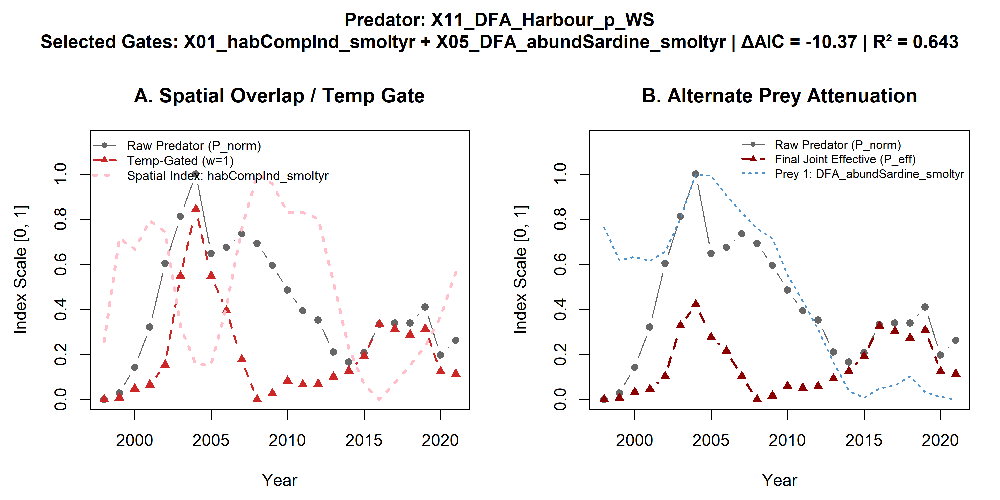 Predator: X11_DFA_Harbour_p_WS
Selected Gates: X01_habCompInd_smoltyr + X05_DFA_abundSardine_smoltyr | ΔAIC = -10.37 | R² = 0.643
A. Spatial Overlap / Temp Gate
Raw Predator (P_norm)
Temp-Gated (w=1)
Spatial Index: habCompInd_smoltyr
Index Scale [0, 1]
1.0
0.8
0.6
0.4
0.2
0.0
2000 2005 2010 2015 2020
Year
B. Alternate Prey Attenuation
Raw Predator (P_norm)
Final Joint Effective (P_eff)
Prey 1: DFA_abundSardine_smoltyr
Index Scale [0, 1]
1.0
0.8
0.6
0.4
0.2
0.0
2000 2005 2010 2015 2020
Year